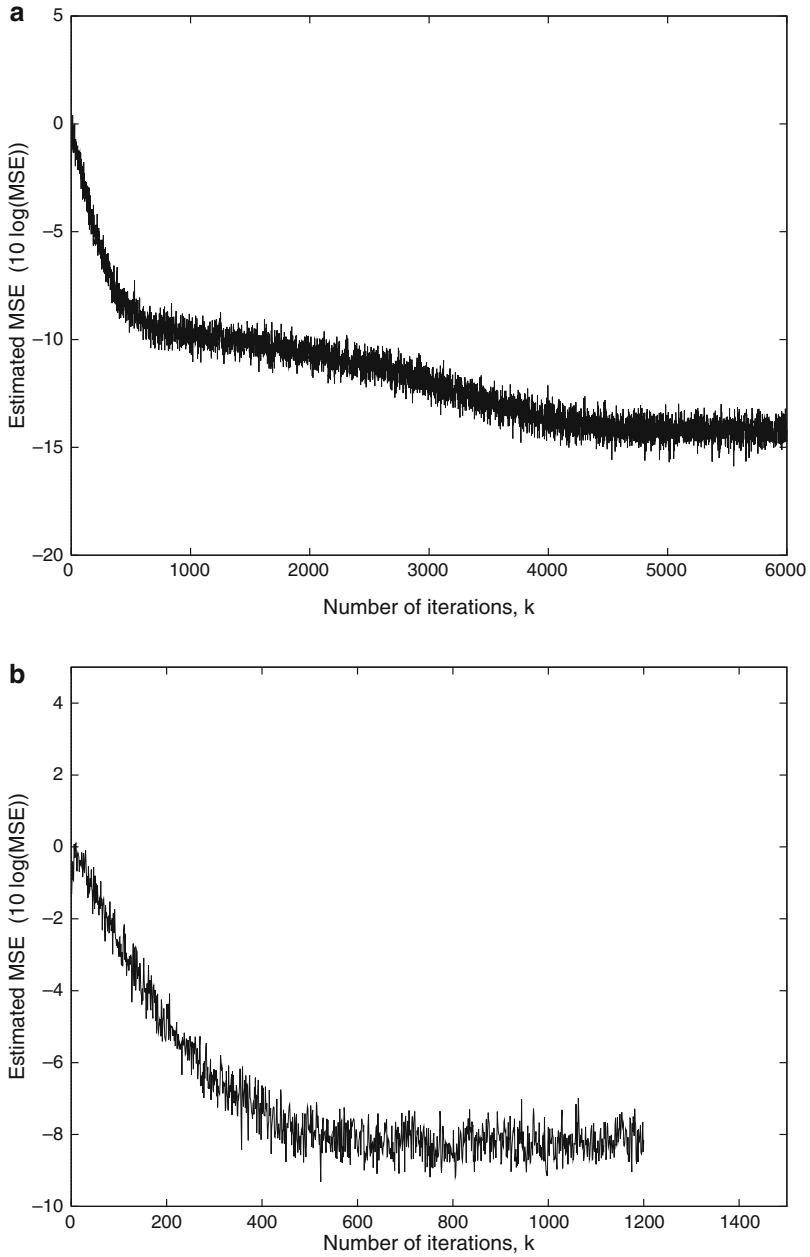 a
5
0
−5
−10
−15
−20
Estimated MSE (10 log(MSE))
0 1000 2000 3000 4000 5000 6000
Number of iterations, k
b
4
2
0
−2
−4
−6
−8
−10
Estimated MSE (10 log(MSE))
0 200 400 600 800 1000 1200 1400
Number of iterations, k